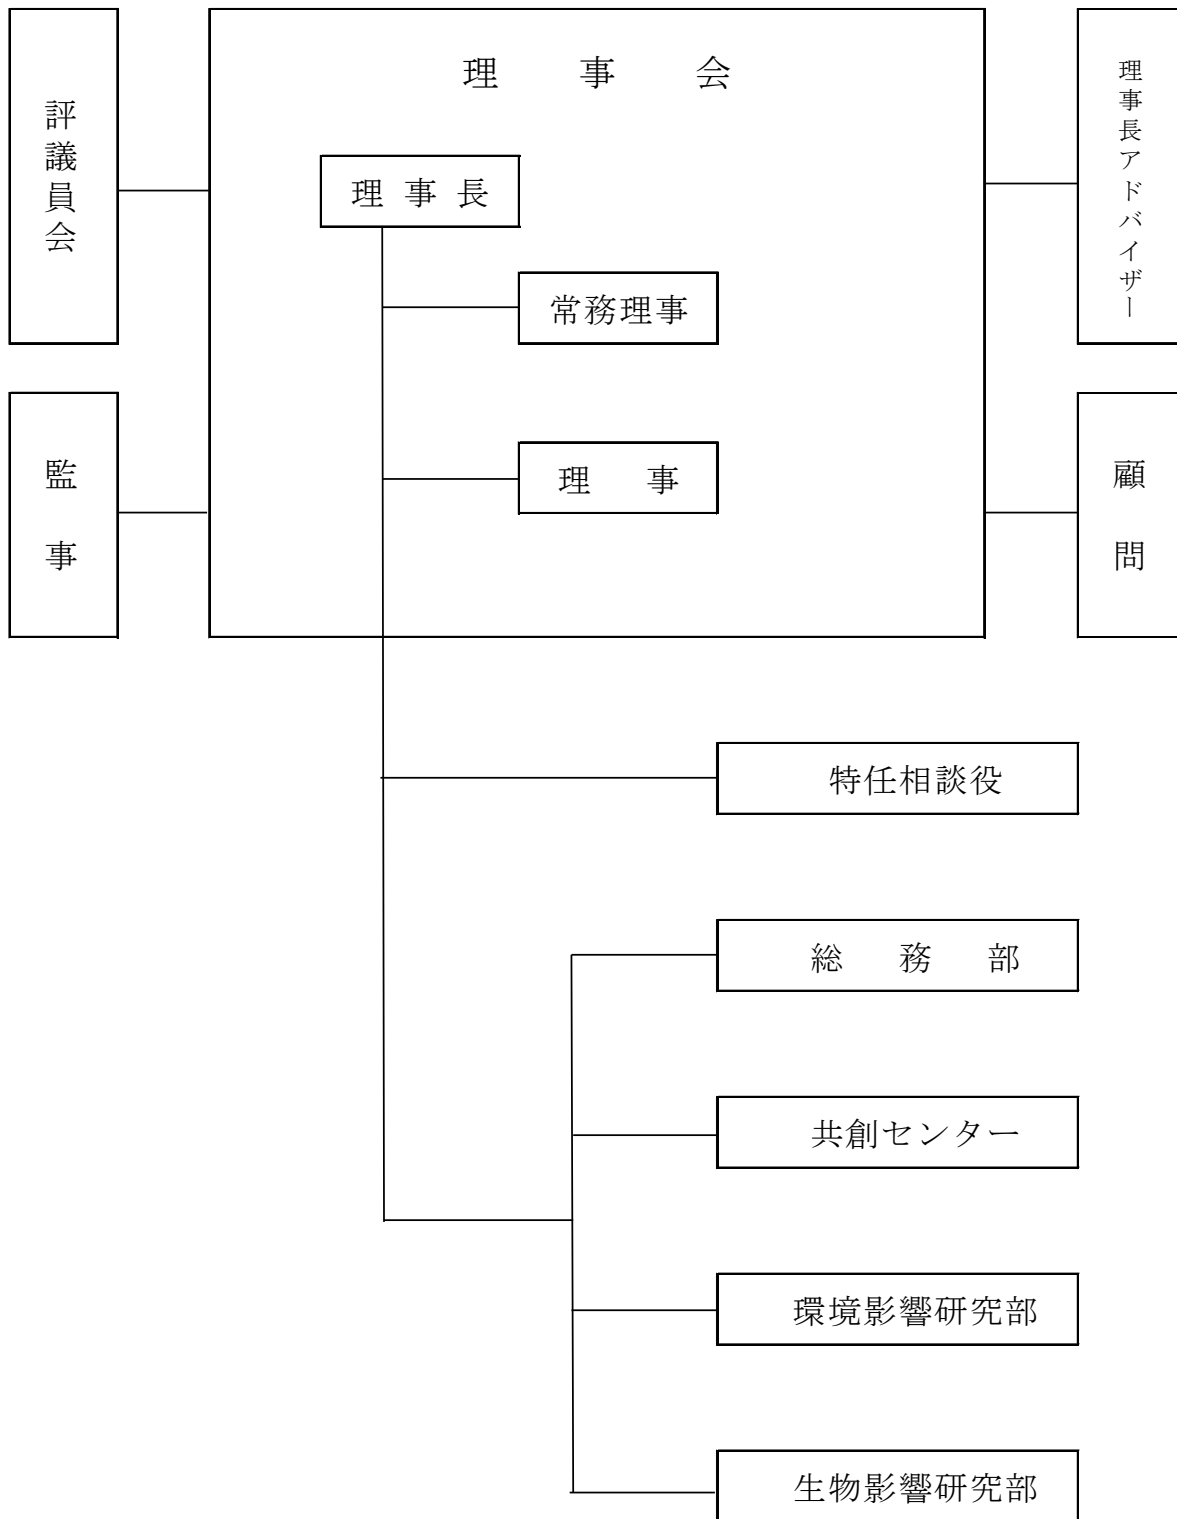 理事会
評議員会
理事長アドバイザー
理事長
常務理事
理事
監事
顧問
特任相談役
総務部
共創センター
環境影響研究部
生物影響研究部